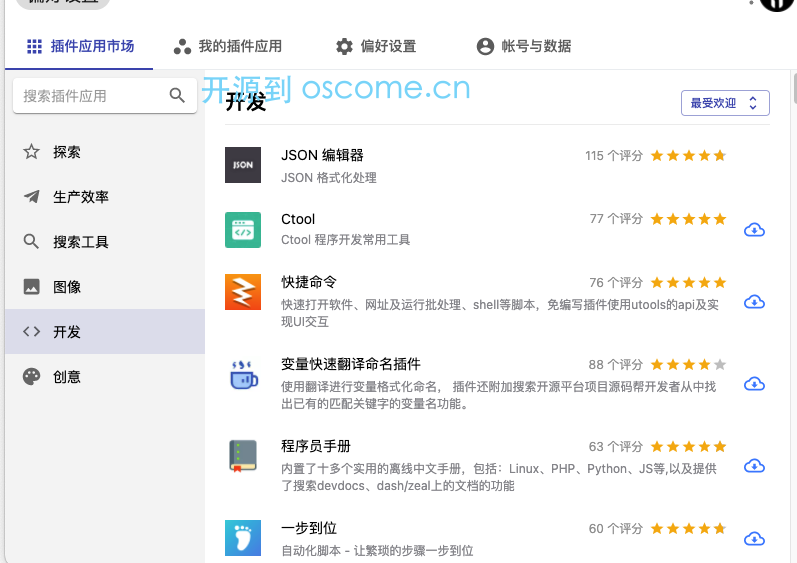 偏好设置
插件应用市场
我的插件应用
偏好设置
帐号与数据
搜索插件应用
开源到 oscome.cn
开发
最受欢迎
探索
生产效率
搜索工具
图像
开发
创意
JSON
JSON 编辑器
115 个评分
JSON 格式化处理
Ctool
77 个评分
Ctool 程序开发常用工具
快捷命令
76 个评分
快速打开软件、网址及运行批处理、shell等脚本，免编写插件使用utools的api及实
现UI交互
变量快速翻译命名插件
88 个评分
使用翻译进行变量格式化命名， 插件还附加搜索开源平台项目源码帮开发者从中找
出已有的匹配关键字的变量名功能。
程序员手册
63 个评分
内置了十多个实用的离线中文手册，包括：Linux、PHP、Python、JS等,以及提供
了搜索devdocs、dash/zeal上的文档的功能
一步到位
60 个评分
自动化脚本 - 让繁琐的步骤一步到位